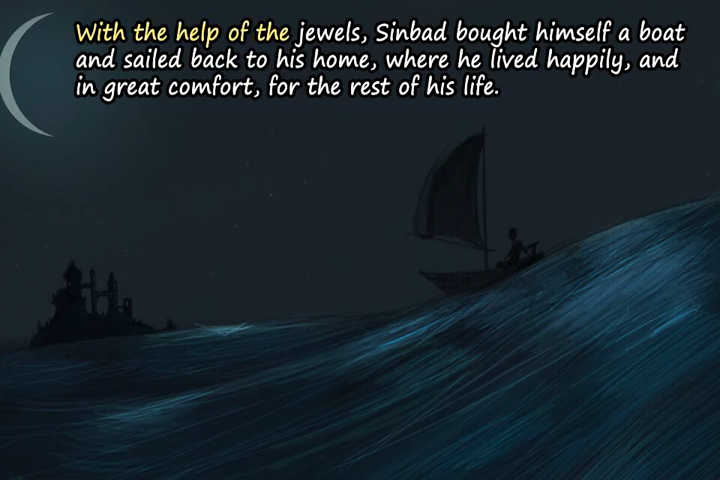 With the help of the jewels, Sinbad bought himself a boat
and sailed back to his home, where he lived happily, and
in great comfort, for the rest of his life.